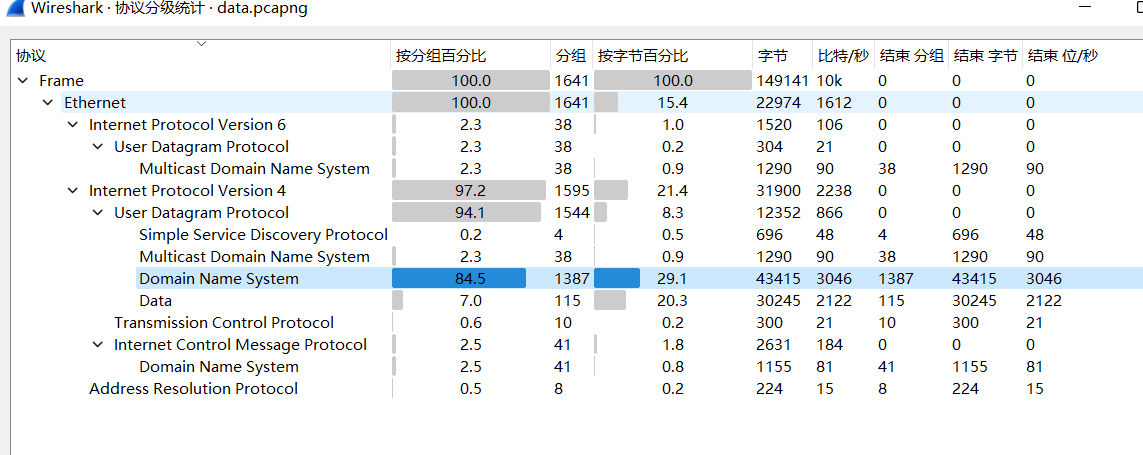 Wireshark · 协议分级统计 · data.pcapng
协议 按分组百分比 分组 按字节百分比 字节 比特/秒 结束 分组 结束 字节 结束 位/秒
Frame 100.0 1641 100.0 149141 10k 0 0 0
Ethernet 100.0 1641 15.4 22974 1612 0 0 0
Internet Protocol Version 6 2.3 38 1.0 1520 106 0 0 0
User Datagram Protocol 2.3 38 0.2 304 21 0 0 0
Multicast Domain Name System 2.3 38 0.9 1290 90 38 1290 90
Internet Protocol Version 4 97.2 1595 21.4 31900 2238 0 0 0
User Datagram Protocol 94.1 1544 8.3 12352 866 0 0 0
Simple Service Discovery Protocol 0.2 4 0.5 696 48 4 696 48
Multicast Domain Name System 2.3 38 0.9 1290 90 38 1290 90
Domain Name System 84.5 1387 29.1 43415 3046 1387 43415 3046
Data 7.0 115 20.3 30245 2122 115 30245 2122
Transmission Control Protocol 0.6 10 0.2 300 21 10 300 21
Internet Control Message Protocol 2.5 41 1.8 2631 184 0 0 0
Domain Name System 2.5 41 0.8 1155 81 41 1155 81
Address Resolution Protocol 0.5 8 0.2 224 15 8 224 15